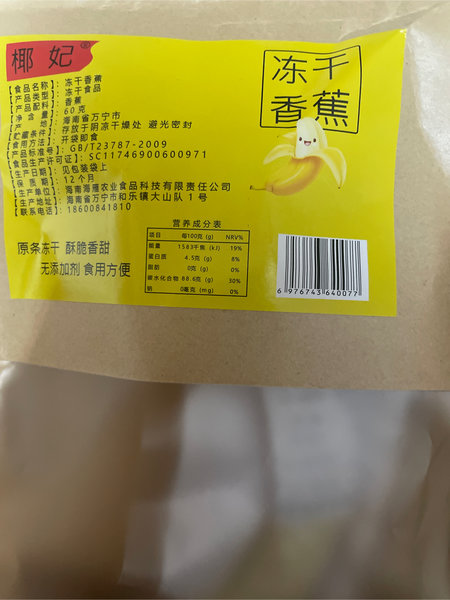 椰妃®
冻干
香蕉
【食品名称】：冻干香蕉
【产品类型】：冻干食品
【产品配料】：香蕉
【净含量】：60克
【产地】：海南省万宁市
【贮藏条件】：存放于阴凉干燥处 避光密封
【食用方法】：开袋即食
【产品标准号】：GB/T23787-2009
【食品生产许可证】：SC11746900600971
【生产日期】：见包装袋上
【保质期】：12个月
【生产单位】：海南海雁农业食品科技有限责任公司
【生产地址】：海南省万宁市和乐镇大山队1号
【联系电话】：18600841810
原条冻干 酥脆香甜
无添加剂 食用方便
营养成分表
项目 每100克(g) NRV%
能量 1583千焦(kJ) 19%
蛋白质 4.5克(g) 8%
脂肪 0克(g) 0%
碳水化合物 88.6克(g) 30%
钠 0毫克(mg) 0%
6 976743 640077